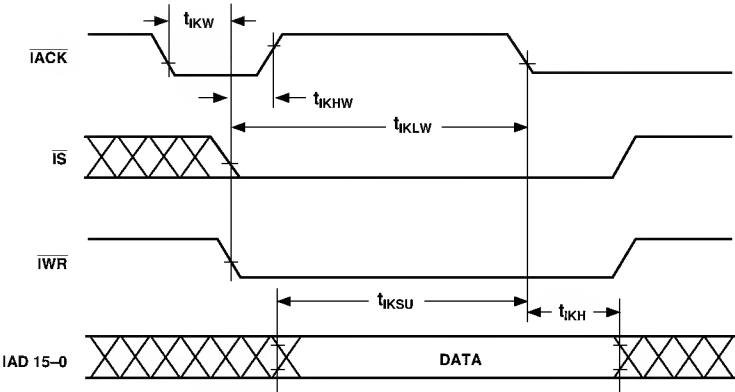 tIKW
IACK
tIKHW
tIKLW
IS
IWR
tIKSU
tIKH
IAD 15–0
DATA